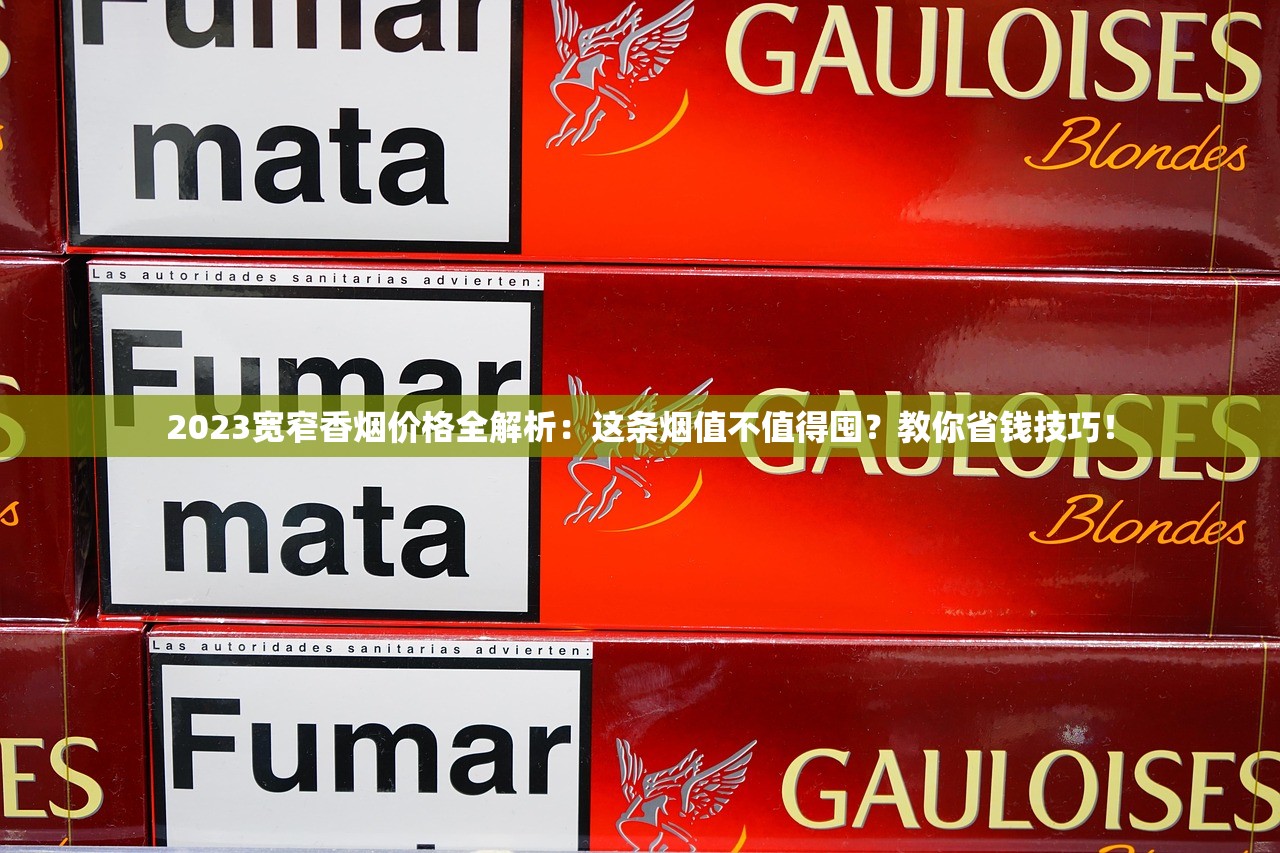 Fumar
mata
GAULOISES
Blondes
Las autoridades sanitarias advierten:
Fumar
mata
2023宽窄香烟价格全解析：这条烟值不值得囤？教你省钱技巧！
GAULOISES
Blondes
Las autoridades sanitarias advierten:
Fumar
ES
GAULOISES